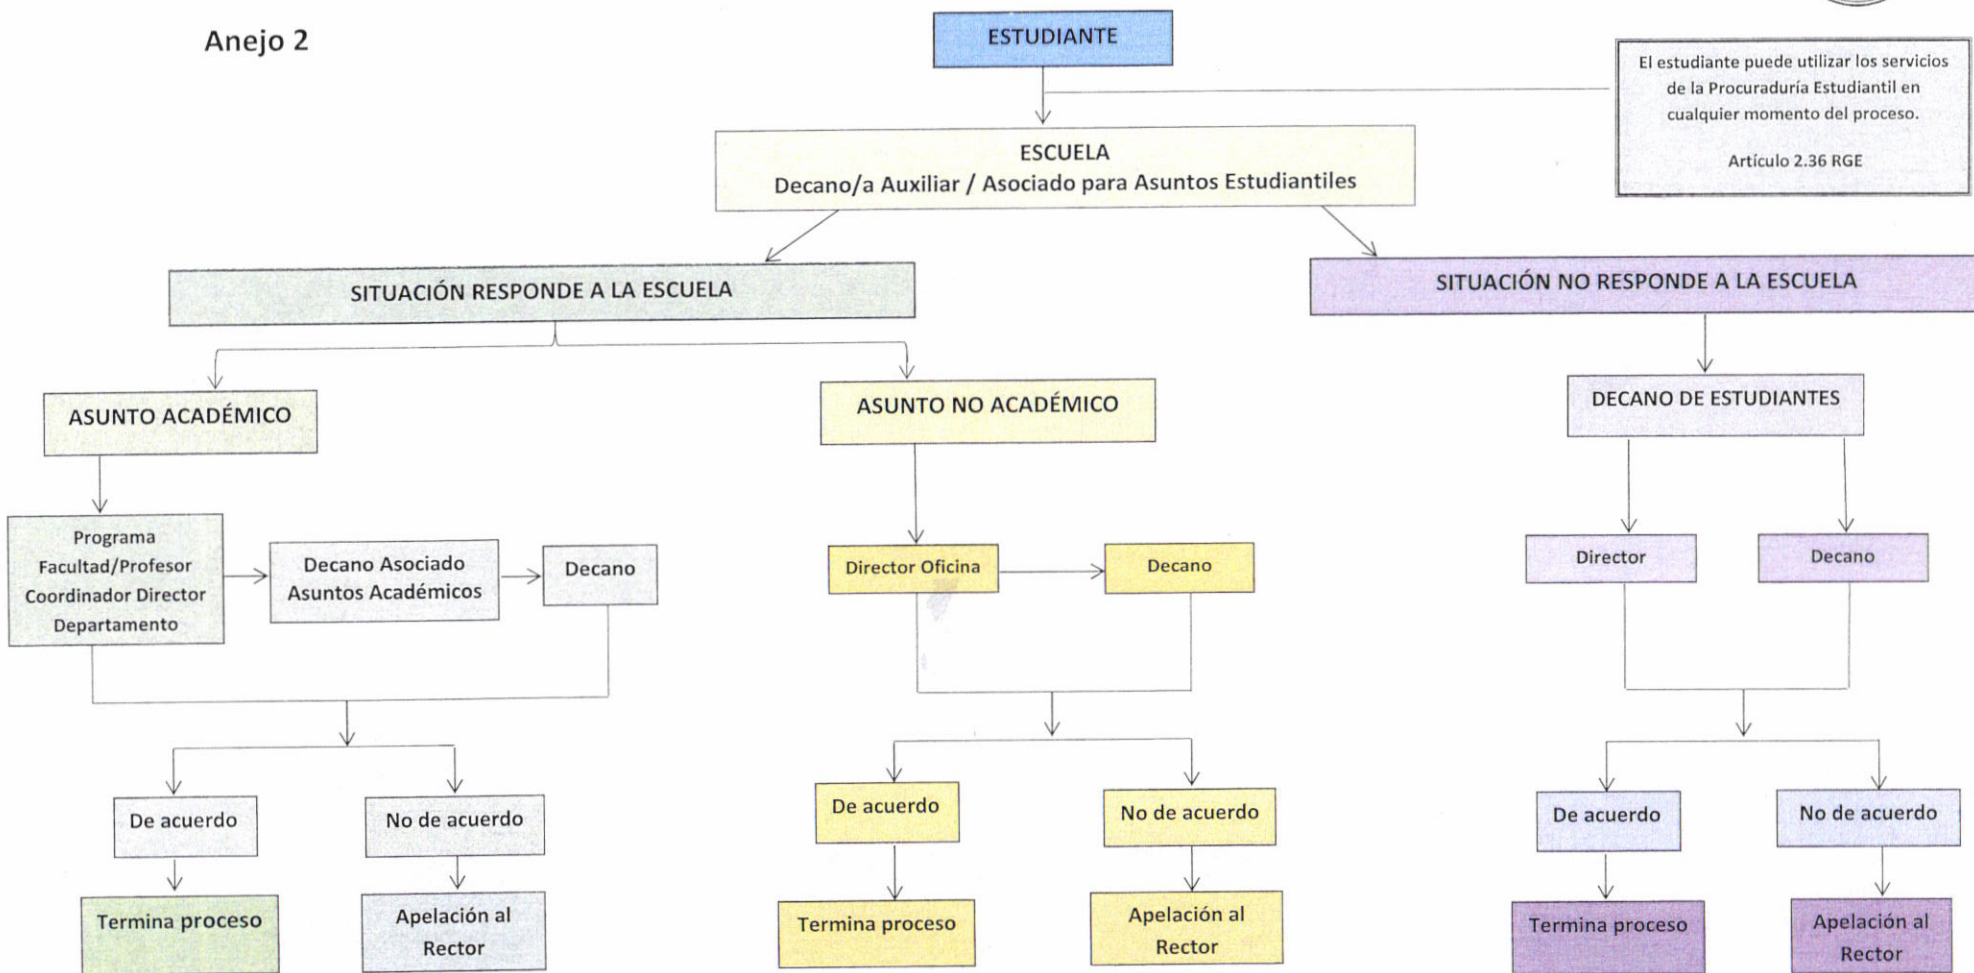 Anejo 2
ESTUDIANTE
El estudiante puede utilizar los servicios
de la Procuraduría Estudiantil en
cualquier momento del proceso.
Artículo 2.36 RGE
ESCUELA
Decano/a Auxiliar / Asociado para Asuntos Estudiantiles
SITUACIÓN RESPONDE A LA ESCUELA
SITUACIÓN NO RESPONDE A LA ESCUELA
ASUNTO ACADÉMICO
ASUNTO NO ACADÉMICO
DECANO DE ESTUDIANTES
Programa
Facultad/Profesor
Coordinador Director
Departamento
Decano Asociado
Asuntos Académicos
Decano
Director Oficina
Decano
Director
Decano
De acuerdo
No de acuerdo
De acuerdo
No de acuerdo
De acuerdo
No de acuerdo
Termina proceso
Apelación al
Rector
Termina proceso
Apelación al
Rector
Termina proceso
Apelación al
Rector